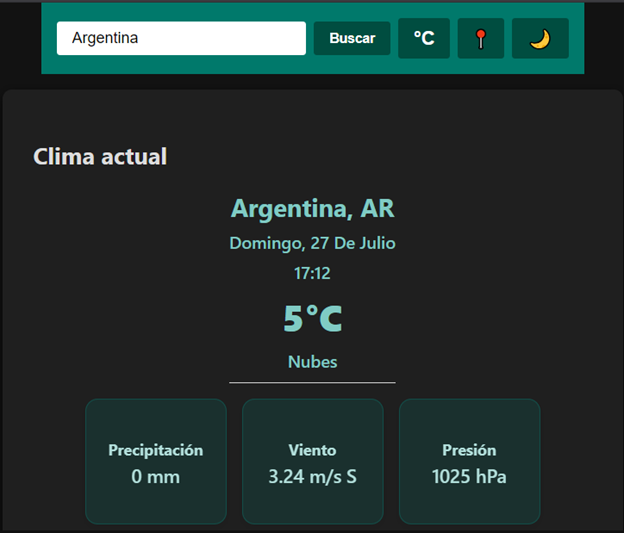 Argentina Buscar °C
Clima actual
Argentina, AR
Domingo, 27 De Julio
17:12
5°C
Nubes
Precipitación Viento Presión
0 mm 3.24 m/s S 1025 hPa